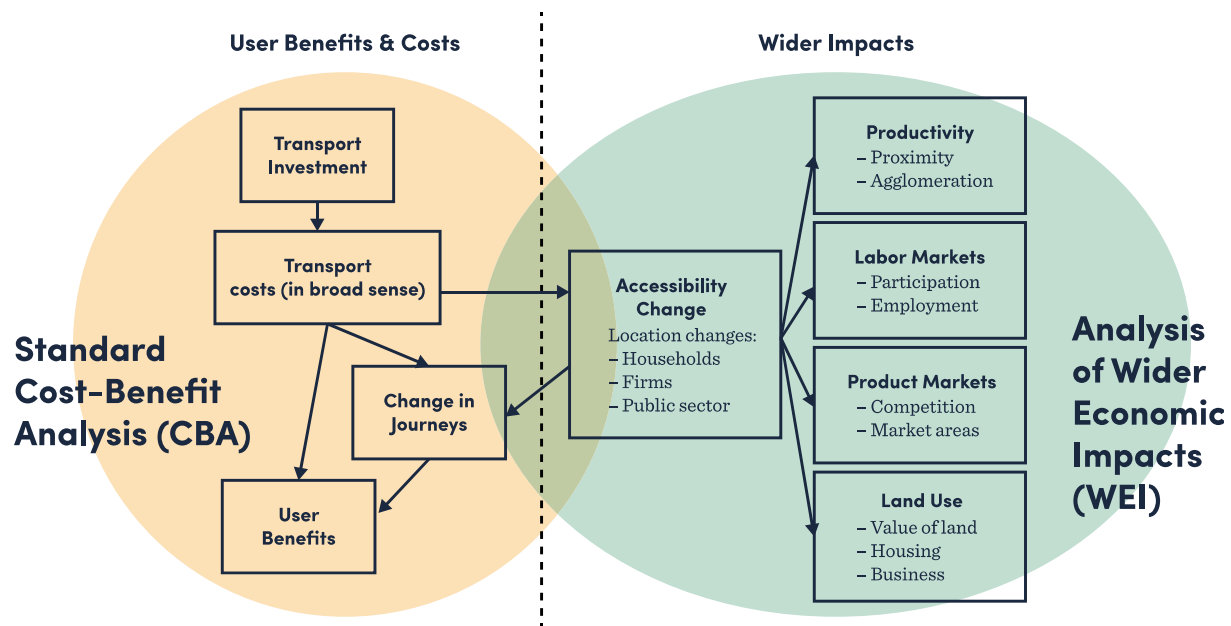 User Benefits & Costs
Wider Impacts
Transport
Investment
Transport
costs (in broad sense)
Change in
Journeys
User
Benefits
Standard
Cost-Benefit
Analysis (CBA)
Accessibility
Change
Location changes:
– Households
– Firms
– Public sector
Productivity
– Proximity
– Agglomeration
Labor Markets
– Participation
– Employment
Product Markets
– Competition
– Market areas
Land Use
– Value of land
– Housing
– Business
Analysis
of Wider
Economic
Impacts
(WEI)